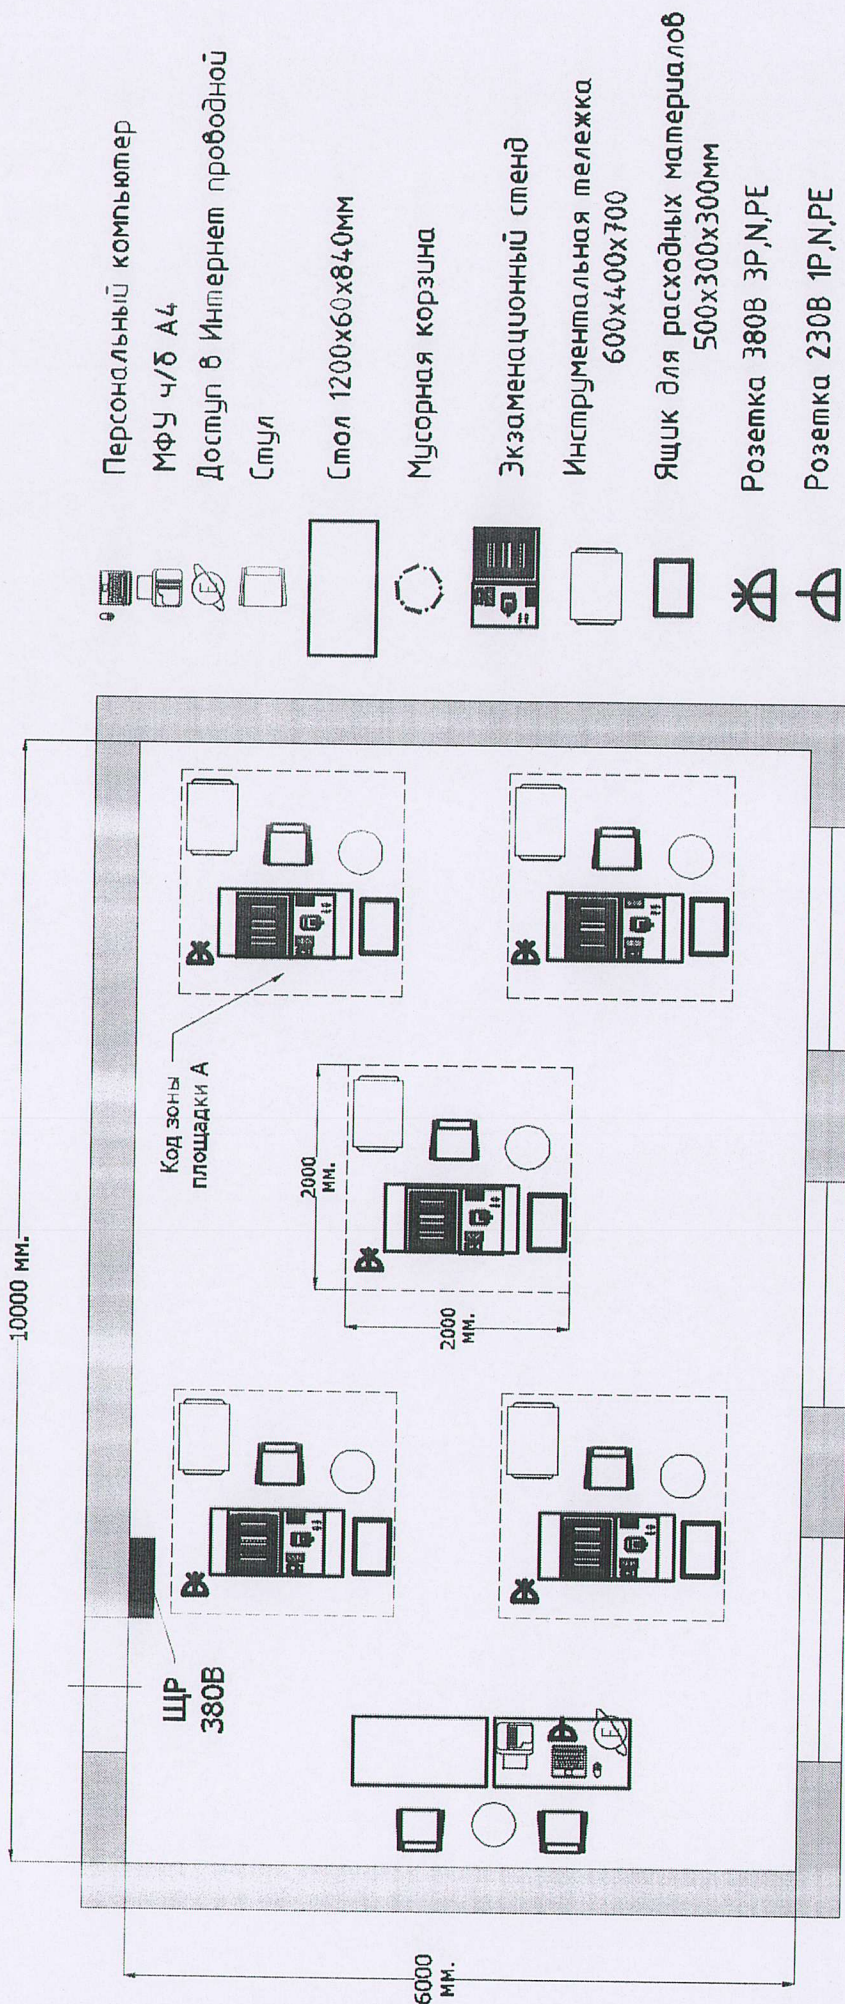 10000 мм.
6000
мм.
ЩР
380В
Код зоны
площадки А
2000
мм.
2000
мм.
E
Персональный компьютер
МФУ ч/б А4
E
Доступ в Интернет проводной
Стул
Стол 1200х60х840мм
Мусорная корзина
Экзаменационный стенд
Инструментальная тележка
600х400х700
Ящик для расходных материалов
500х300х300мм
Розетка 380В 3P,N,PE
Розетка 230В 1P,N,PE